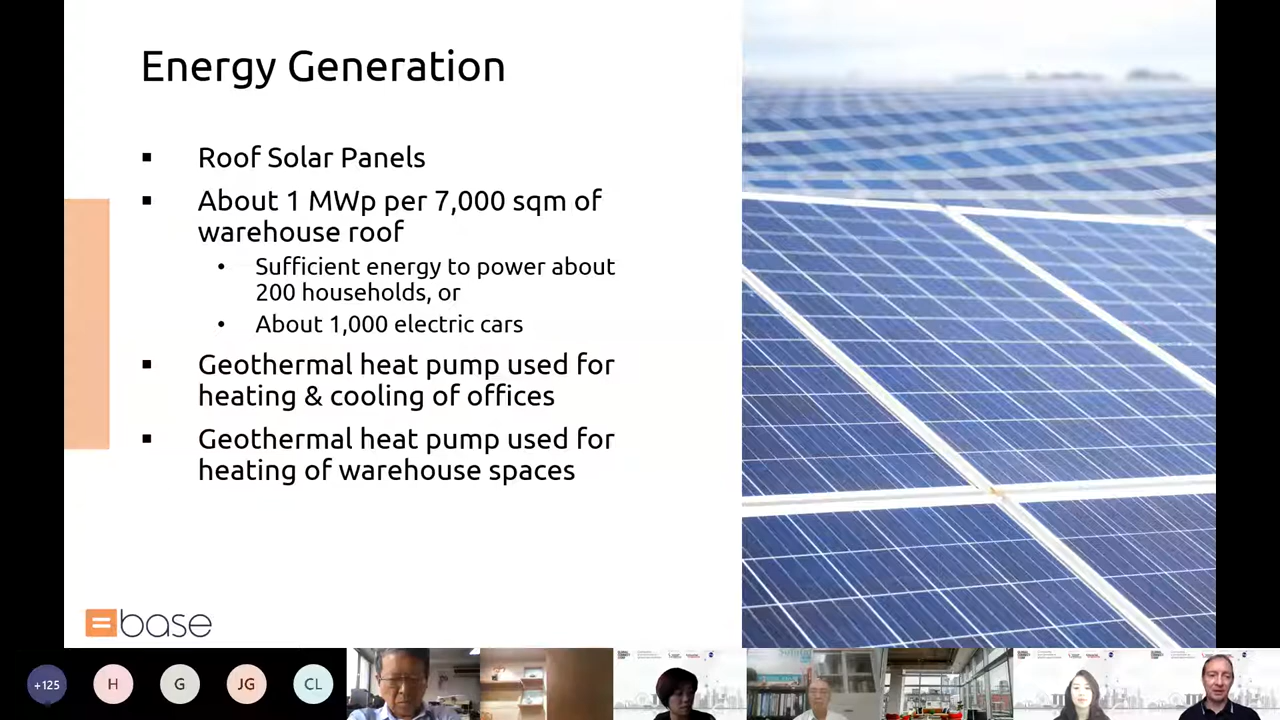 Energy Generation
▪ Roof Solar Panels
▪ About 1 MWp per 7,000 sqm of
warehouse roof
• Sufficient energy to power about
200 households, or
• About 1,000 electric cars
▪ Geothermal heat pump used for
heating & cooling of offices
▪ Geothermal heat pump used for
heating of warehouse spaces
=base
+125
H
G
JG
CL